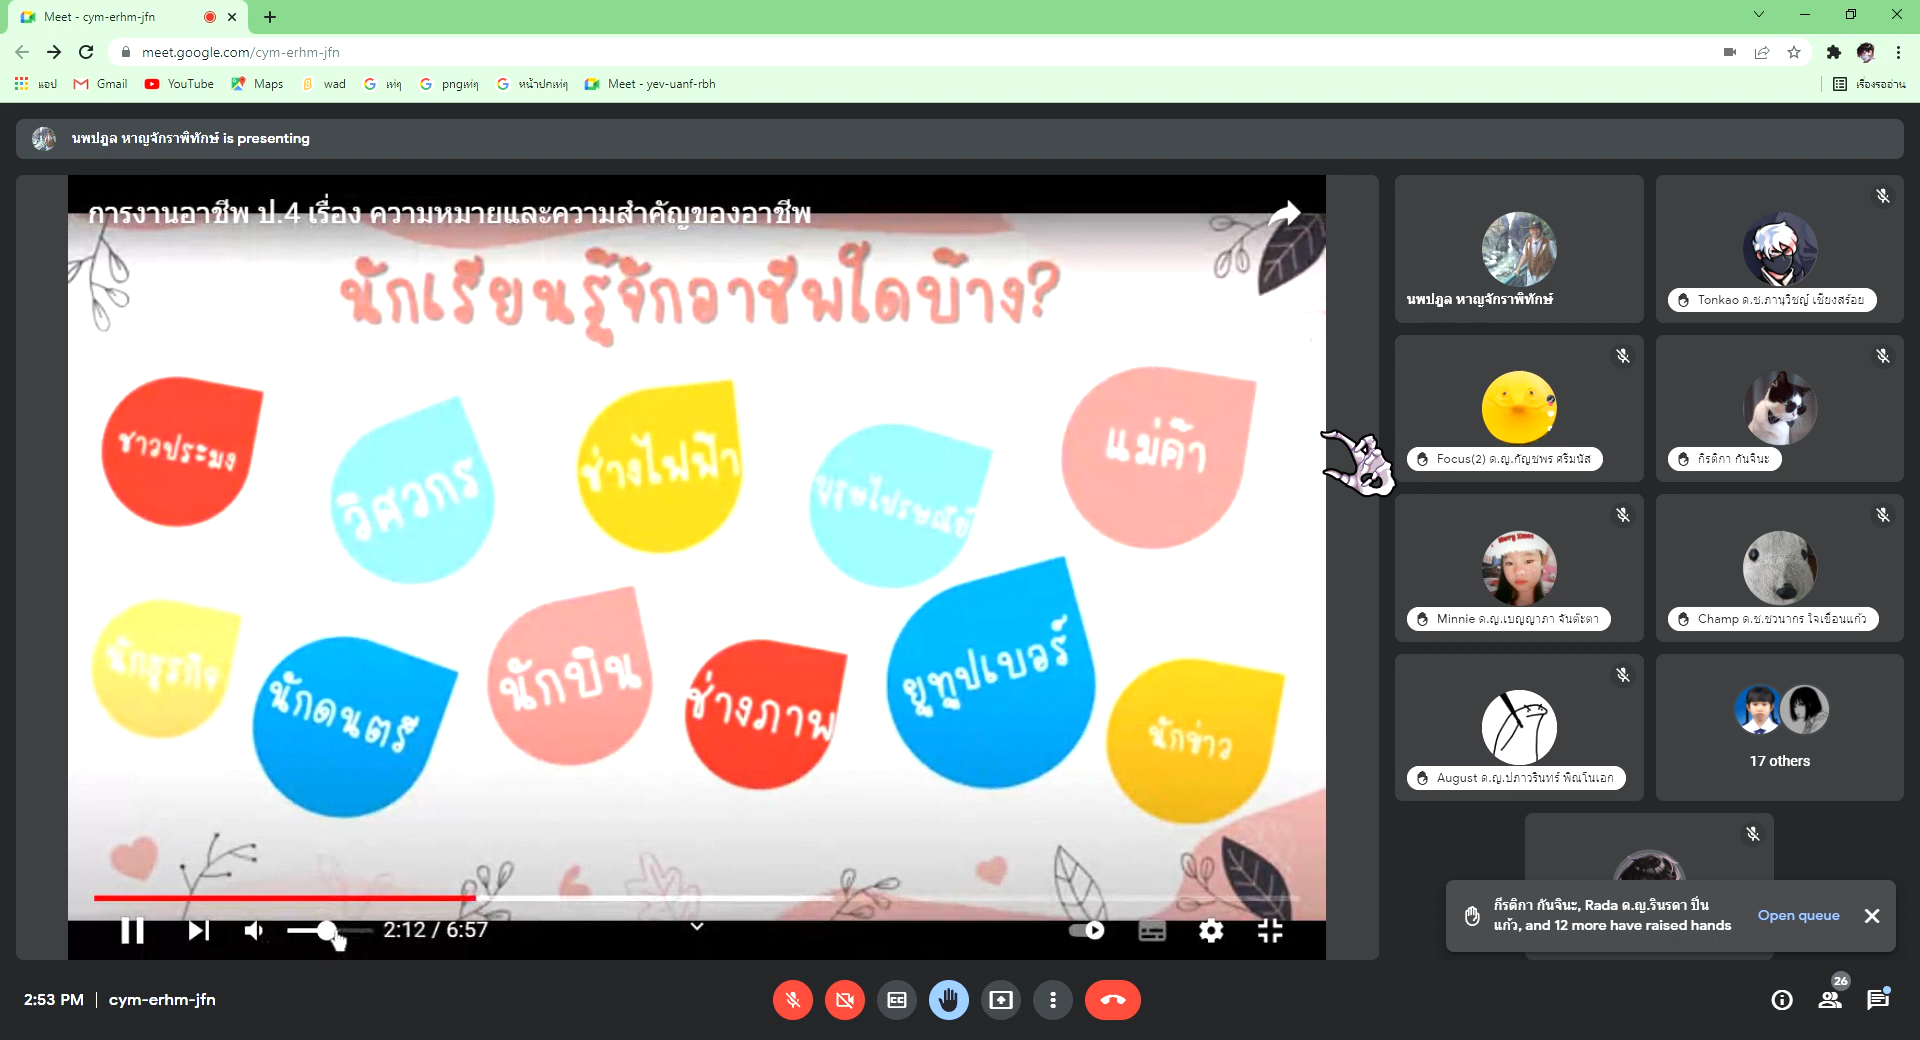 Meet - cym-erhm-jfn
meet.google.com/cym-erhm-jfn
แอป
Gmail
YouTube
Maps
wad
เท่ๆ
pngเท่ๆ
หน้าปกเท่ๆ
Meet - yev-uanf-rbh
เรื่องรออ่าน
นพปฎล หาญจักราพิทักษ์ is presenting
การงานอาชีพ ป.4 เรื่อง ความหมายและความสำคัญของอาชีพ
นักเรียนรู้จักอาชีพใดบ้าง?
ชาวประมง
วิศวกร
ช่างไฟฟ้า
บุรุษไปรษณีย์
แม่ค้า
นักธุรกิจ
นักดนตรี
นักบิน
ช่างภาพ
ยูทูปเบอร์
นักข่าว
2:12 / 6:57
นพปฎล หาญจักราพิทักษ์
Tonkao ด.ช.ภานุวิชญ์ เชียงสร้อย
Focus(2) ด.ญ.กัญชพร ศริมนัส
กีรติกา กันจินะ
Merry Xmas
Minnie ด.ญ.เบญญาภา จันต๊ะตา
Champ ด.ช.ชวนากร ใจเขื่อนแก้ว
August ด.ญ.ปภาวรินทร์ พิณโนเอก
17 others
กีรติกา กันจินะ, Rada ด.ญ.รินรดา ปิ่น
แก้ว, and 12 more have raised hands
Open queue
2:53 PM | cym-erhm-jfn
CC
26